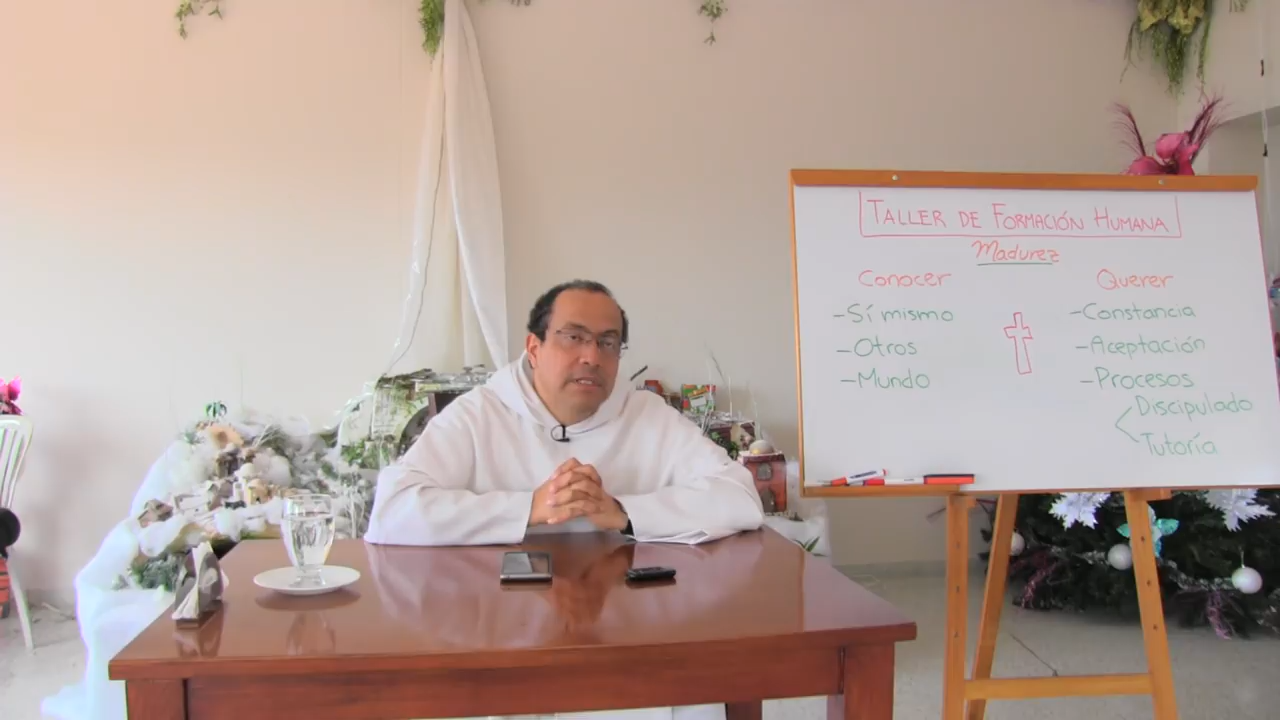 TALLER DE FORMACIÓN HUMANA
Madurez
Conocer
-Sí mismo
-Otros
-Mundo
Querer
-Constancia
-Aceptación
-Procesos
Discipulado
Tutoría